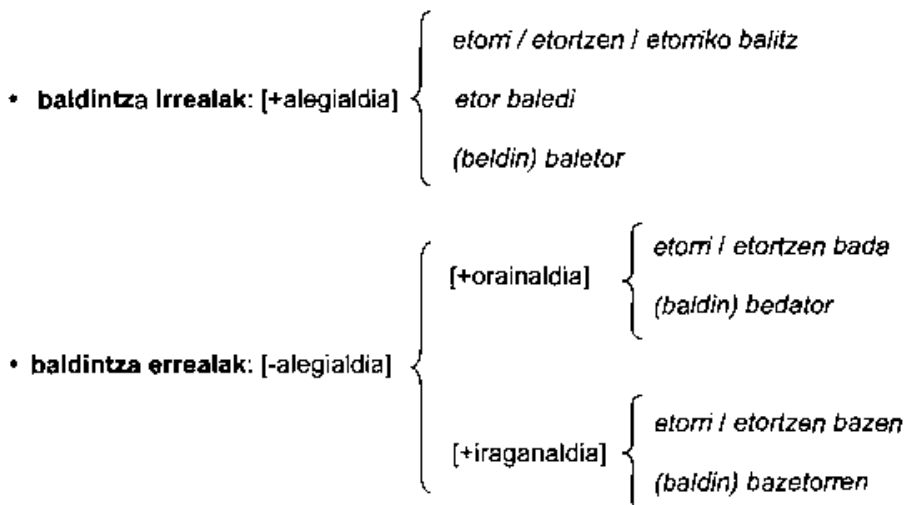 etorri / etortzen / etorriko balitz
• baldintza irrealak: [+alegialdia]
etor baledi
(beldin) baletor
etorri / etortzen bada
[+orainaldia]
(baldin) bedator
• baldintza errealak: [-alegialdia]
etorri / etortzen bazen
[+iraganaldia]
(baldin) bazetorren